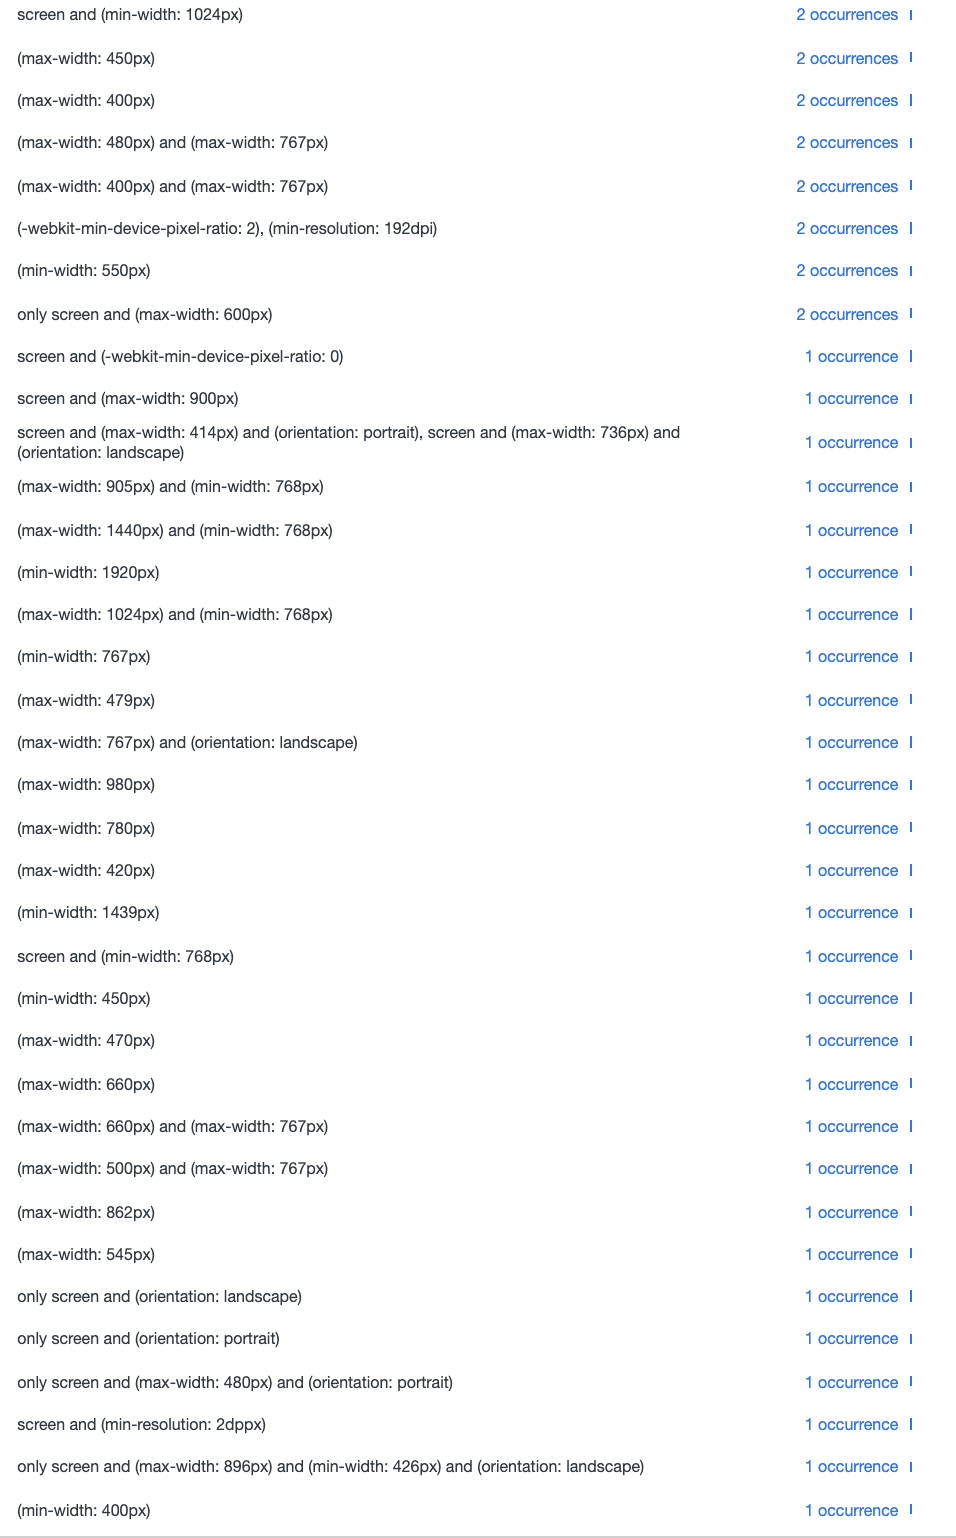 screen and (min-width: 1024px) 2 occurrences
(max-width: 450px) 2 occurrences
(max-width: 400px) 2 occurrences
(max-width: 480px) and (max-width: 767px) 2 occurrences
(max-width: 400px) and (max-width: 767px) 2 occurrences
(-webkit-min-device-pixel-ratio: 2), (min-resolution: 192dpi) 2 occurrences
(min-width: 550px) 2 occurrences
only screen and (max-width: 600px) 2 occurrences
screen and (-webkit-min-device-pixel-ratio: 0) 1 occurrence
screen and (max-width: 900px) 1 occurrence
screen and (max-width: 414px) and (orientation: portrait), screen and (max-width: 736px) and
(orientation: landscape) 1 occurrence
(max-width: 905px) and (min-width: 768px) 1 occurrence
(max-width: 1440px) and (min-width: 768px) 1 occurrence
(min-width: 1920px) 1 occurrence
(max-width: 1024px) and (min-width: 768px) 1 occurrence
(min-width: 767px) 1 occurrence
(max-width: 479px) 1 occurrence
(max-width: 767px) and (orientation: landscape) 1 occurrence
(max-width: 980px) 1 occurrence
(max-width: 780px) 1 occurrence
(max-width: 420px) 1 occurrence
(min-width: 1439px) 1 occurrence
screen and (min-width: 768px) 1 occurrence
(min-width: 450px) 1 occurrence
(max-width: 470px) 1 occurrence
(max-width: 660px) 1 occurrence
(max-width: 660px) and (max-width: 767px) 1 occurrence
(max-width: 500px) and (max-width: 767px) 1 occurrence
(max-width: 862px) 1 occurrence
(max-width: 545px) 1 occurrence
only screen and (orientation: landscape) 1 occurrence
only screen and (orientation: portrait) 1 occurrence
only screen and (max-width: 480px) and (orientation: portrait) 1 occurrence
screen and (min-resolution: 2dppx) 1 occurrence
only screen and (max-width: 896px) and (min-width: 426px) and (orientation: landscape) 1 occurrence
(min-width: 400px) 1 occurrence